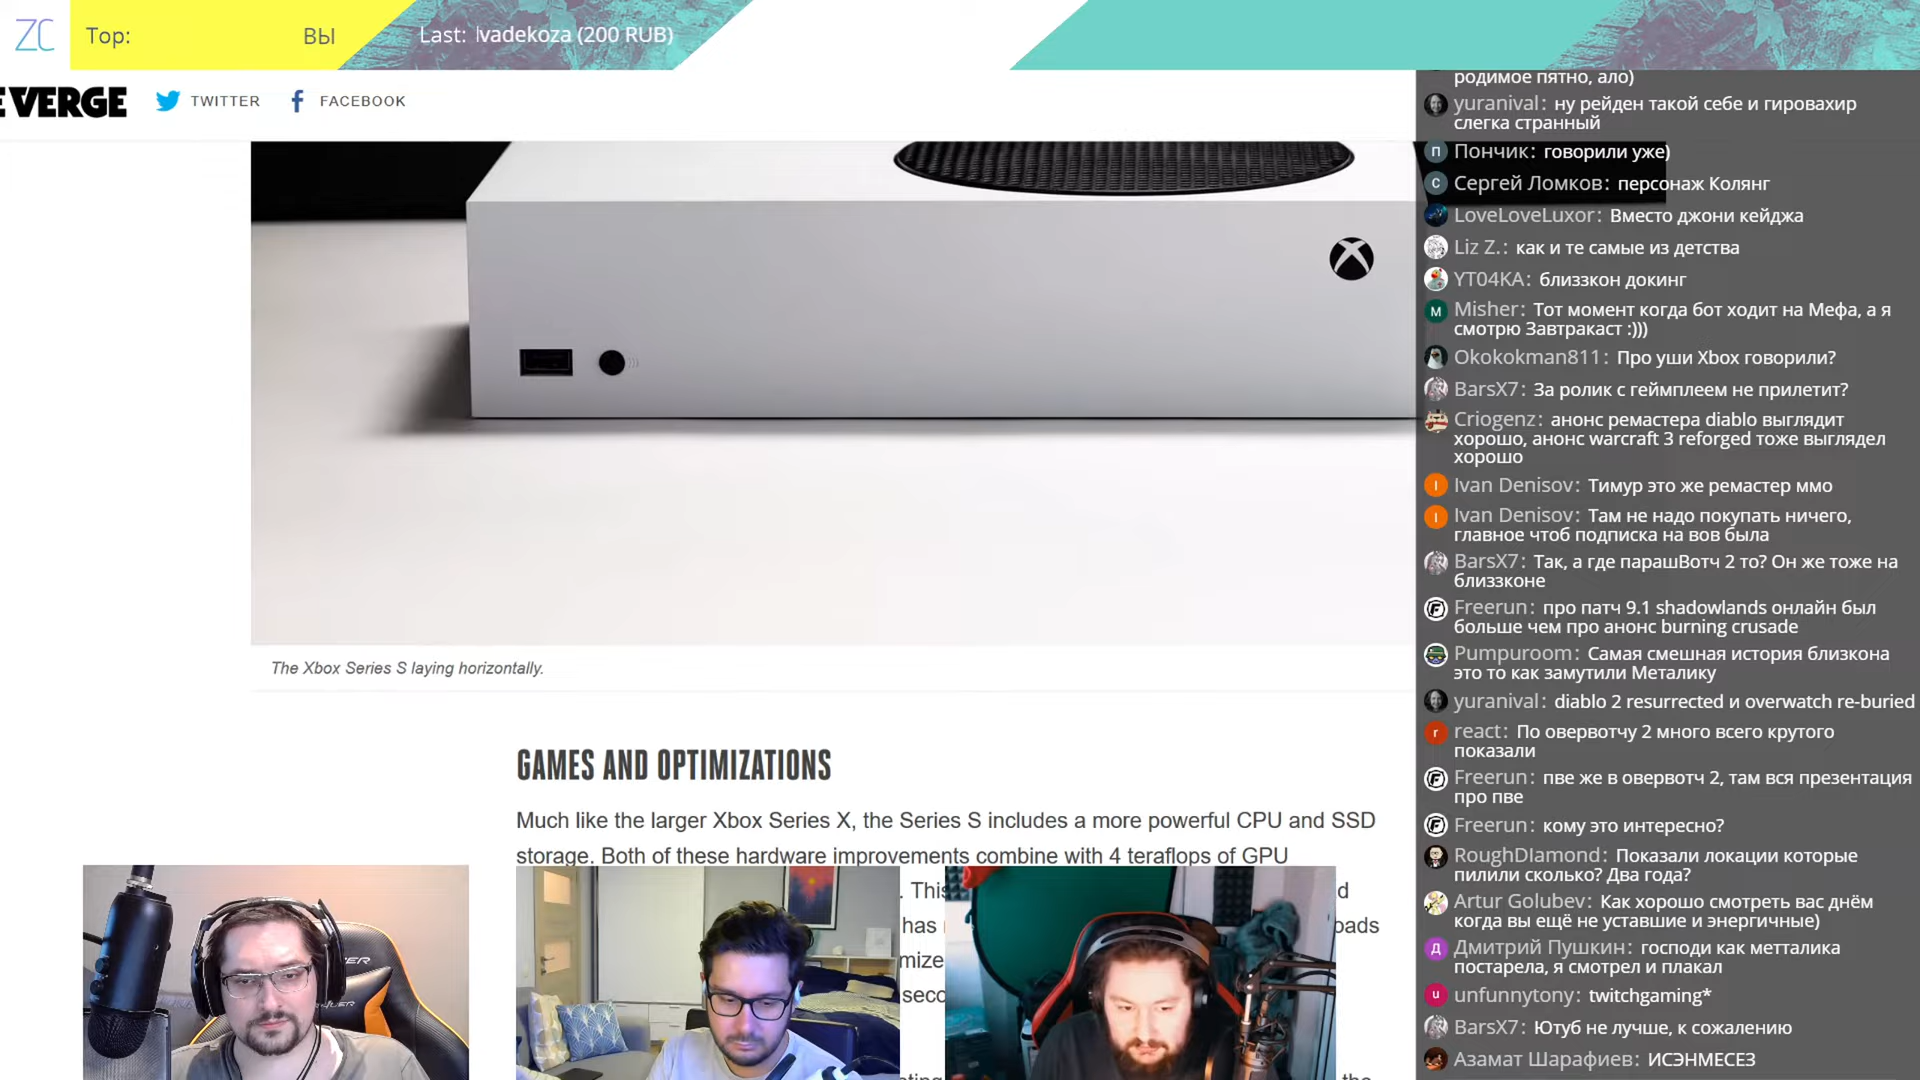 ZC
Top:
ВЫ
Last: lvadekoza (200 RUB)
E VERGE
TWITTER
FACEBOOK
The Xbox Series S laying horizontally.
GAMES AND OPTIMIZATIONS
Much like the larger Xbox Series X, the Series S includes a more powerful CPU and SSD
storage. Both of these hardware improvements combine with 4 teraflops of GPU
. This
has
mize
seco
родимое пятно, ало)
yuranival: ну рейден такой себе и гировахир
слегка странный
Пончик: говорили уже)
Сергей Ломков: персонаж Колянг
LoveLoveLuxor: Вместо джони кейджа
Liz Z.: как и те самые из детства
YT04KA: близзкон докинг
Misher: Тот момент когда бот ходит на Мефа, а я
смотрю Завтракаст :)))
Okokokman811: Про уши Xbox говорили?
BarsX7: За ролик с геймплеем не прилетит?
Criogenz: анонс ремастера diablo выглядит
хорошо, анонс warcraft 3 reforged тоже выглядел
хорошо
Ivan Denisov: Тимур это же ремастер ммо
Ivan Denisov: Там не надо покупать ничего,
главное чтоб подписка на вов была
BarsX7: Так, а где парашВотч 2 то? Он же тоже на
близзконе
Freerun: про патч 9.1 shadowlands онлайн был
больше чем про анонс burning crusade
Pumpuroom: Самая смешная история близкона
это то как замутили Металику
yuranival: diablo 2 resurrected и overwatch re-buried
react: По овервотчу 2 много всего крутого
показали
Freerun: пве же в овервотч 2, там вся презентация
про пве
Freerun: кому это интересно?
RoughDIamond: Показали локации которые
пилили сколько? Два года?
Artur Golubev: Как хорошо смотреть вас днём
когда вы ещё не уставшие и энергичные)
Дмитрий Пушкин: господи как метталика
постарела, я смотрел и плакал
unfunnytony: twitchgaming*
BarsX7: Ютуб не лучше, к сожалению
Азамат Шарафиев: ИСЭНМЕСЕЗ